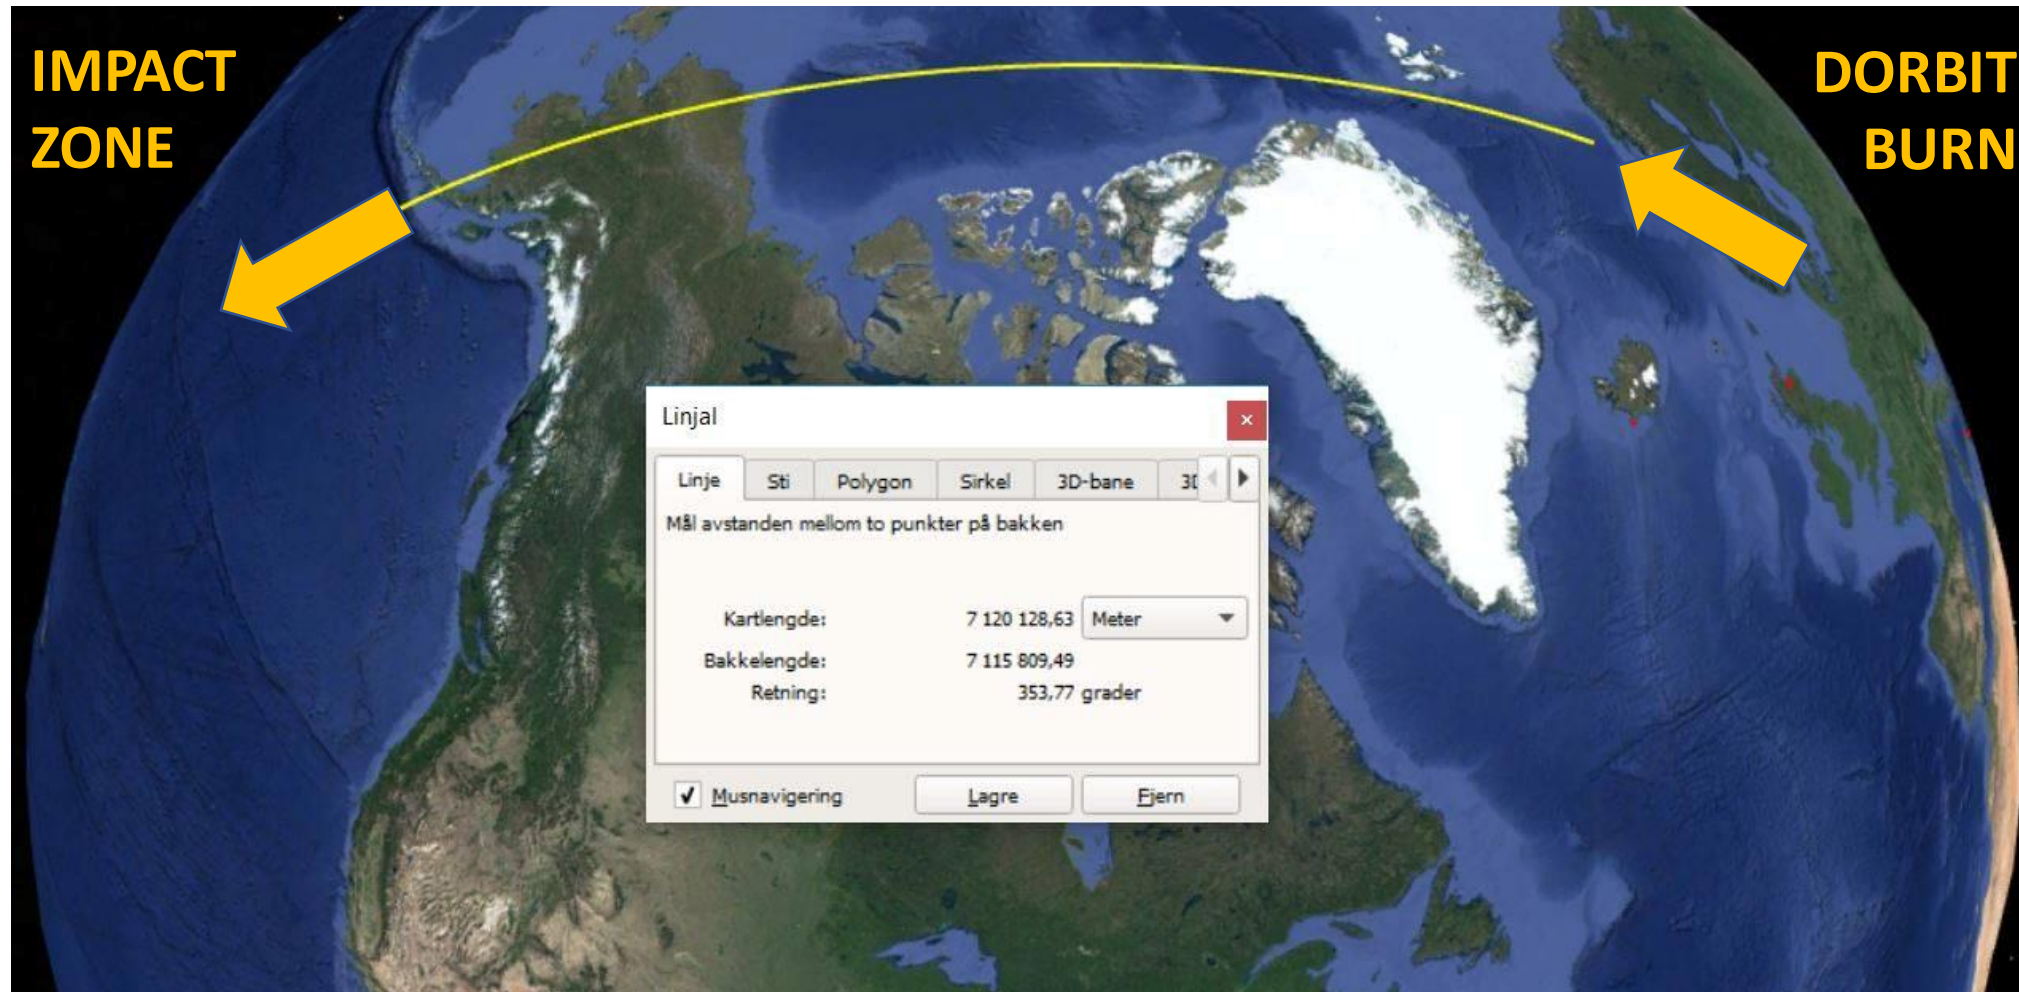 IMPACT
ZONE
DORBIT
BURN
Linjal
Linje Sti Polygon Sirkel 3D-bane
Mål avstanden mellom to punkter på bakken
Kartlengde: 7 120 128,63 Meter
Bakkelengde: 7 115 809,49
Retning: 353,77 grader
Musnavigering Lagre Fjern